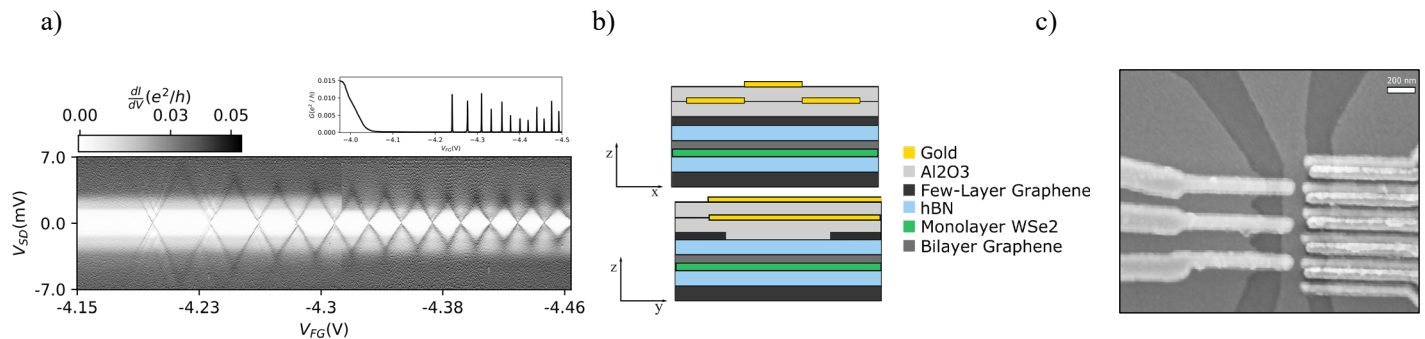 a)
b)
c)
dI/dV (e²/h)
0.00
0.03
0.05
G(e² / h)
0.015
0.010
0.005
0.000
−4.0
−4.1
−4.2
−4.3
−4.4
−4.5
V_FG(V)
V_SD(mV)
7.0
0.0
-7.0
-4.15
-4.23
-4.3
-4.38
-4.46
V_FG(V)
z
x
z
y
Gold
Al2O3
Few-Layer Graphene
hBN
Monolayer WSe2
Bilayer Graphene
200 nm